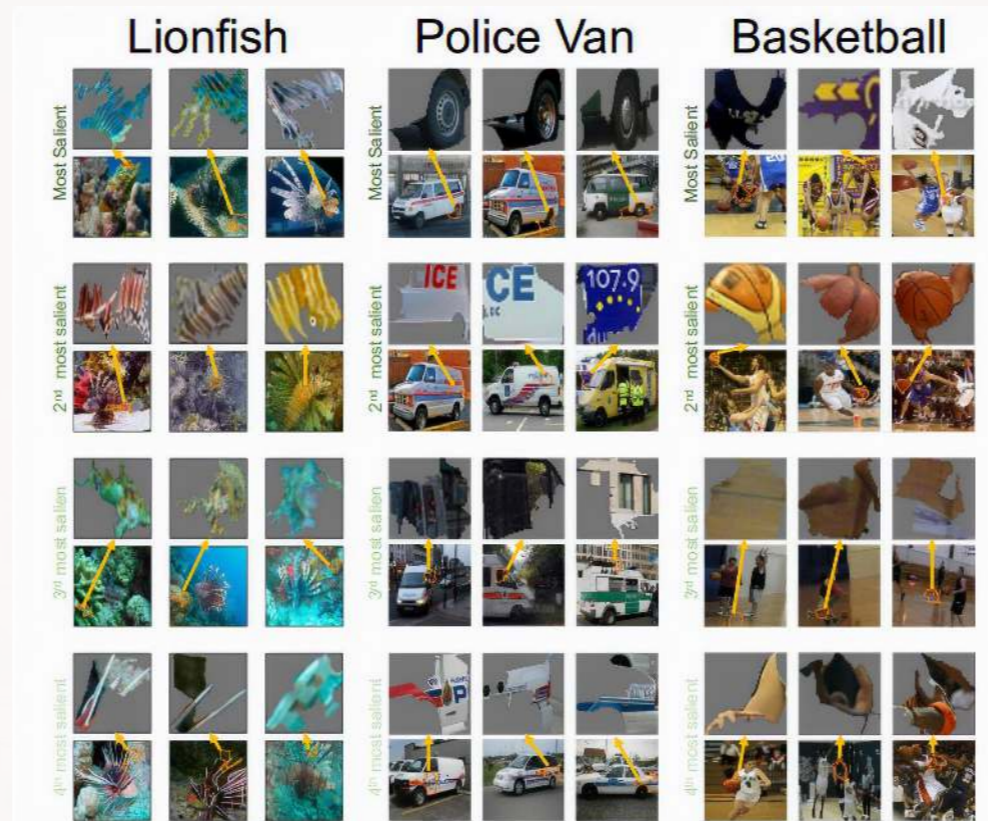 Lionfish
Police Van
Basketball
Most Salient
Most Salient
Most Salient
2nd most salient
2nd most salient
2nd most salient
ICE
CE
107.9
3rd most salien
3rd most salient
3rd most salient
4th most salient
4th most salient
4th most salient
P